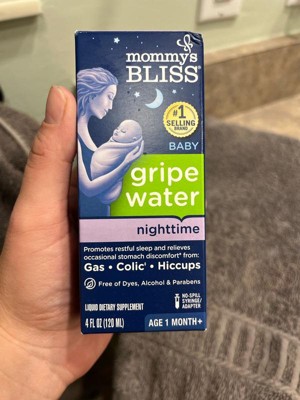 mommy's
BLISS®
#1
SELLING
BRAND
BABY
gripe
water
nighttime
Promotes restful sleep and relieves
occasional stomach discomfort* from:
Gas • Colic¹ • Hiccups
Free of Dyes, Alcohol & Parabens
LIQUID DIETARY SUPPLEMENT
NO-SPILL
SYRINGE/
ADAPTER
4 FL OZ (120 mL)
AGE 1 MONTH+